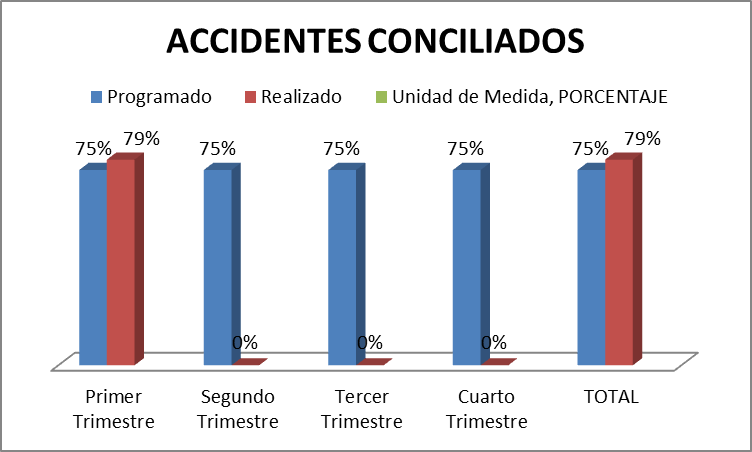 ACCIDENTES CONCILIADOS
Programado Realizado Unidad de Medida, PORCENTAJE
75% 79% 75% 75% 75% 75% 79%
0% 0% 0%
Primer Segundo Tercer Cuarto TOTAL
Trimestre Trimestre Trimestre Trimestre